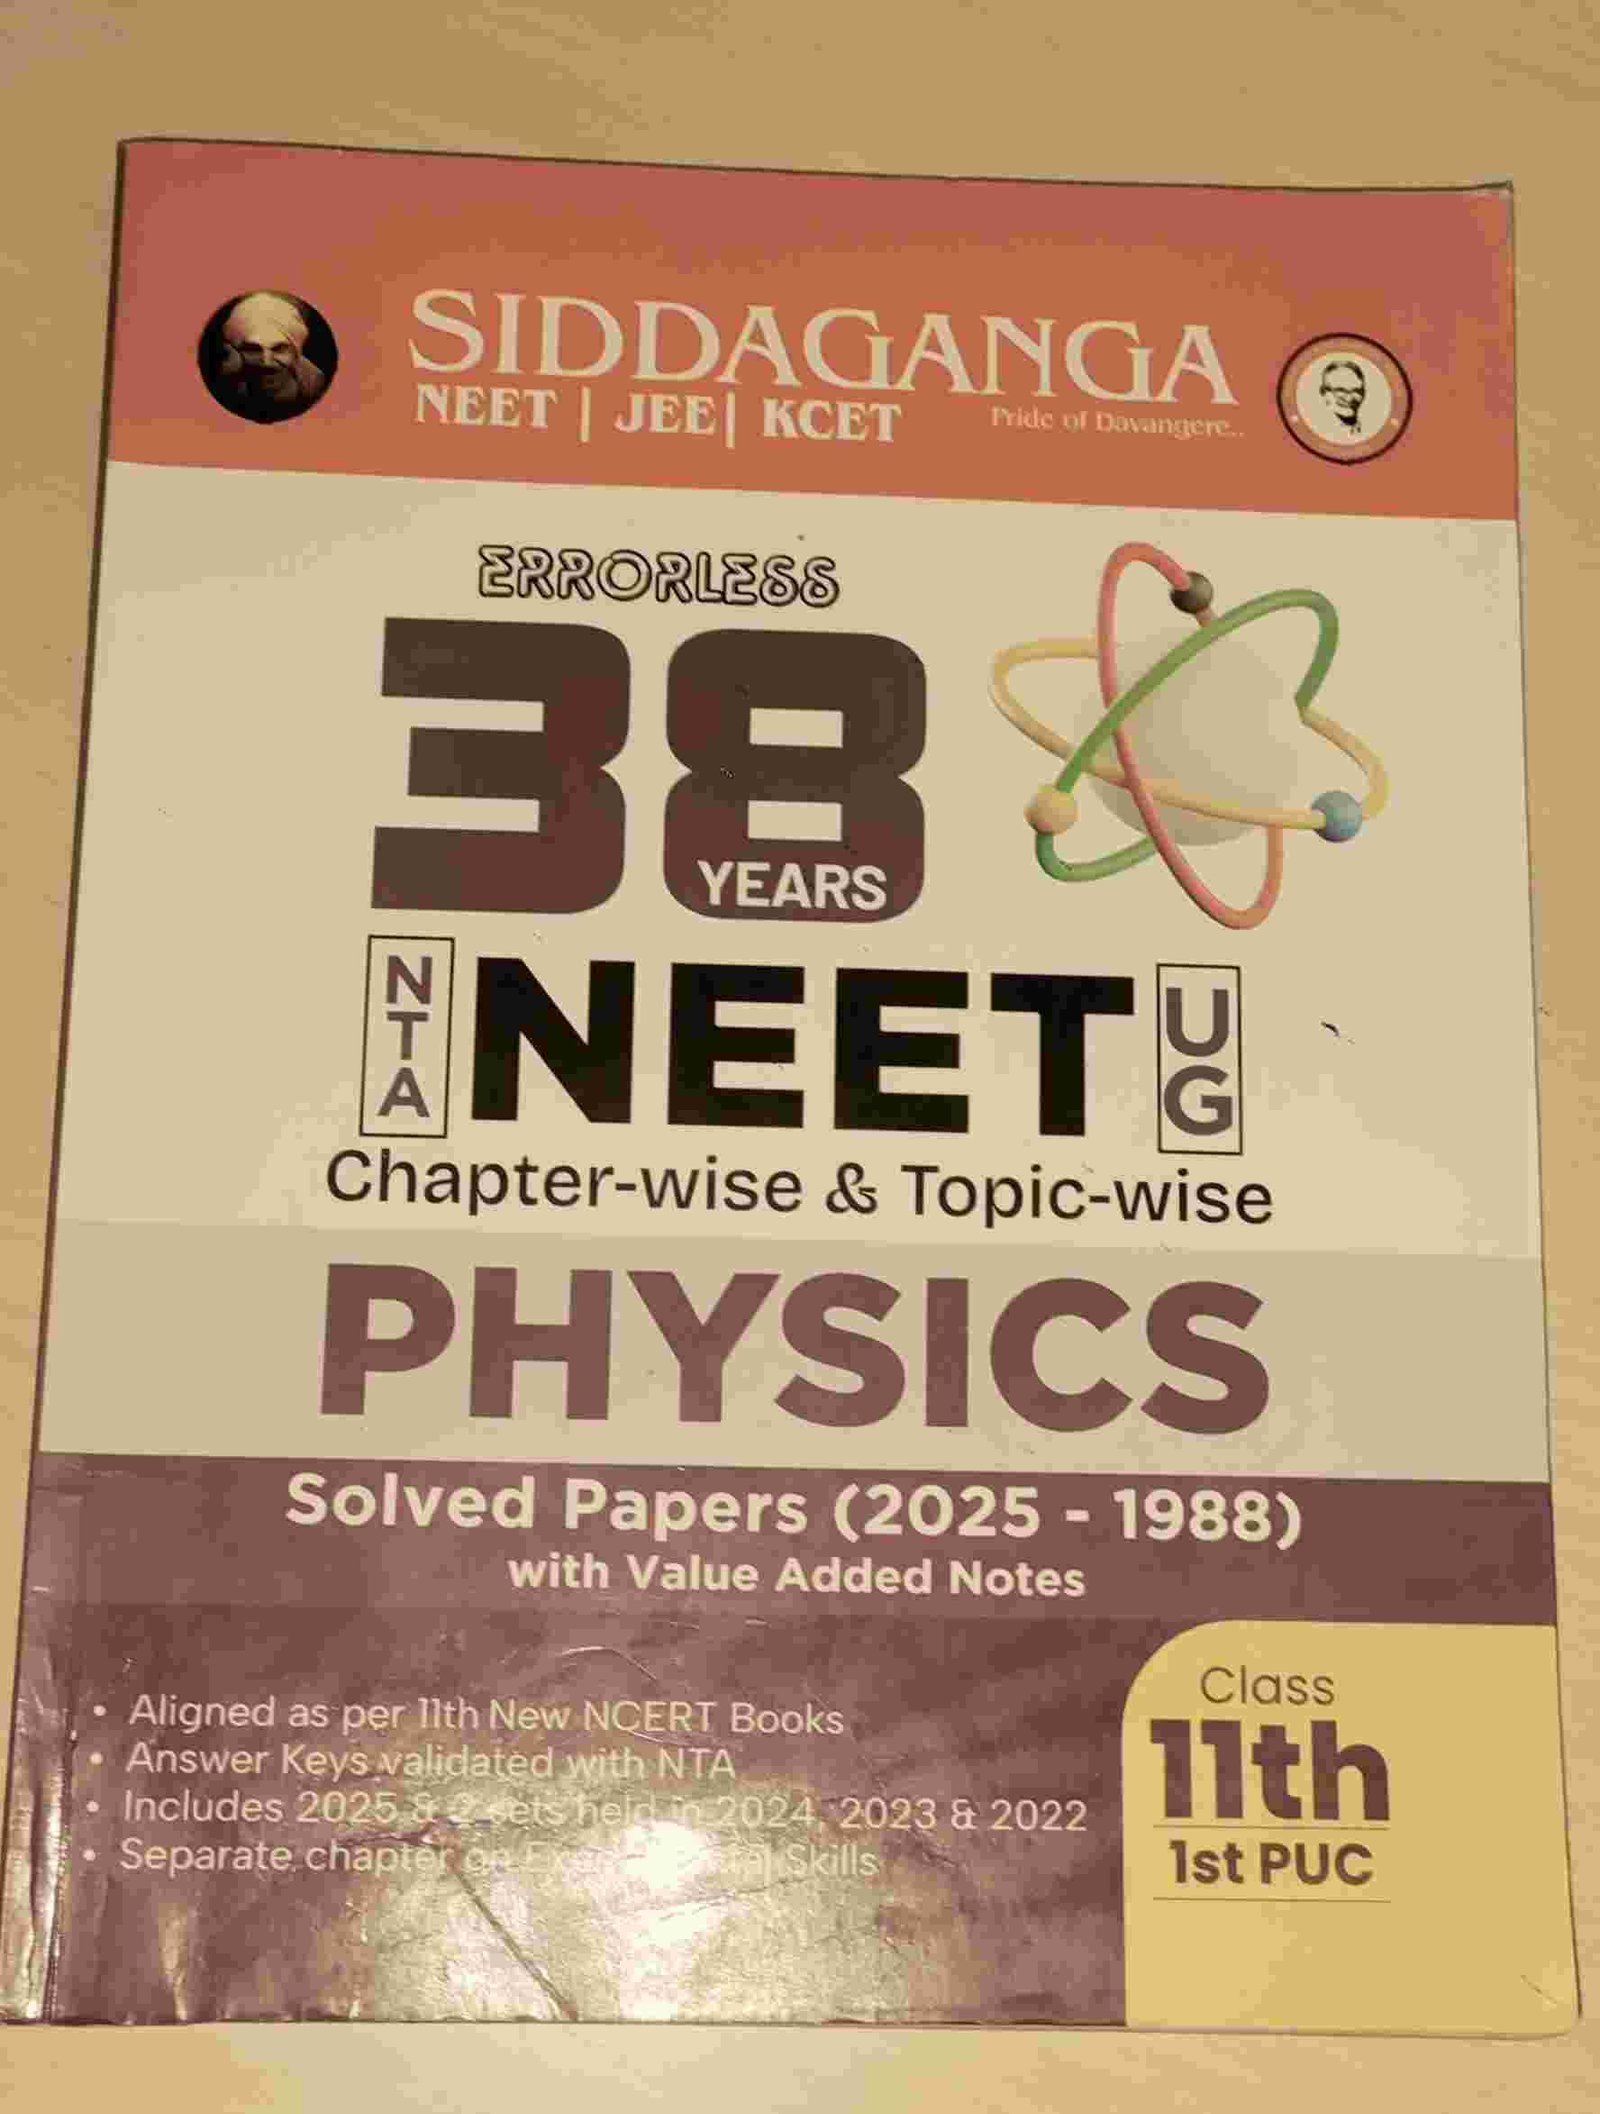 SIDDAGANGA
NEET | JEE | KCET
Pride of Davangere..
ERRORLESS
38
YEARS
NTA NEET UG
Chapter-wise & Topic-wise
PHYSICS
Solved Papers (2025 - 1988)
with Value Added Notes
• Aligned as per 11th New NCERT Books
• Answer Keys validated with NTA
• Includes 2025 & 2 sets held in 2024, 2023 & 2022
• Separate chapter on Experimental Skills
Class
11th
1st PUC